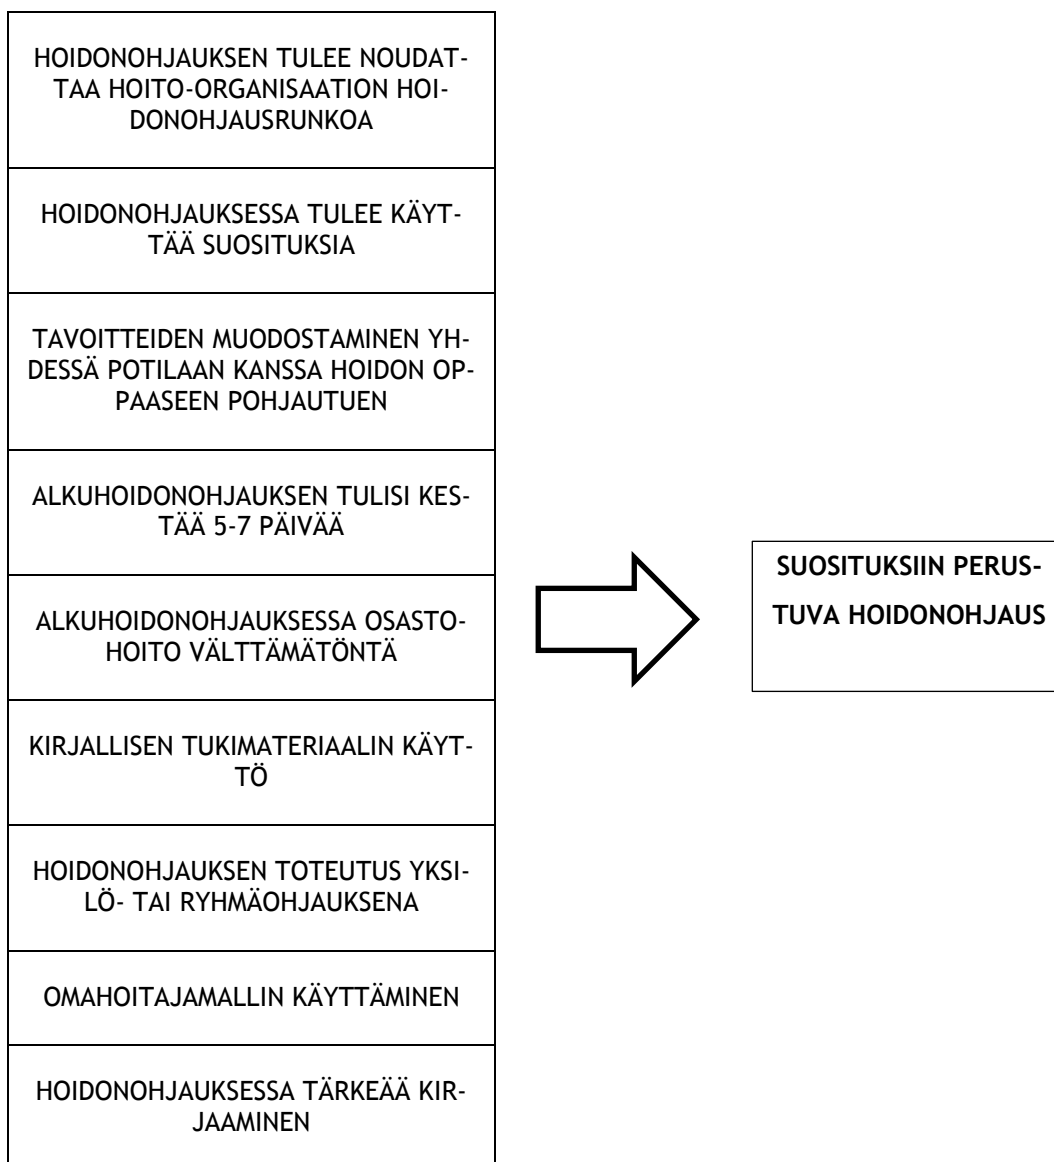 HOIDONOHJAUKSEN TULEE NOUDAT-
TAA HOITO-ORGANISAATION HOI-
DONOHJAUSRUNKOA
HOIDONOHJAUKSESSA TULEE KÄYT-
TÄÄ SUOSITUKSIA
TAVOITTEIDEN MUODOSTAMINEN YH-
DESSÄ POTILAAN KANSSA HOIDON OP-
PAASEEN POHJAUTUEN
ALKUHOIDONOHJAUKSEN TULISI KES-
TÄÄ 5-7 PÄIVÄÄ
ALKUHOIDONOHJAUKSESSA OSASTO-
HOITO VÄLTTÄMÄTÖNTÄ
KIRJALLISEN TUKIMATERIAALIN KÄYT-
TÖ
HOIDONOHJAUKSEN TOTEUTUS YKSI-
LÖ- TAI RYHMÄOHJAUKSENA
OMAHOITAJAMALLIN KÄYTTÄMINEN
HOIDONOHJAUKSESSA TÄRKEÄÄ KIR-
JAAMINEN
SUOSITUKSIIN PERUS-
TUVA HOIDONOHJAUS